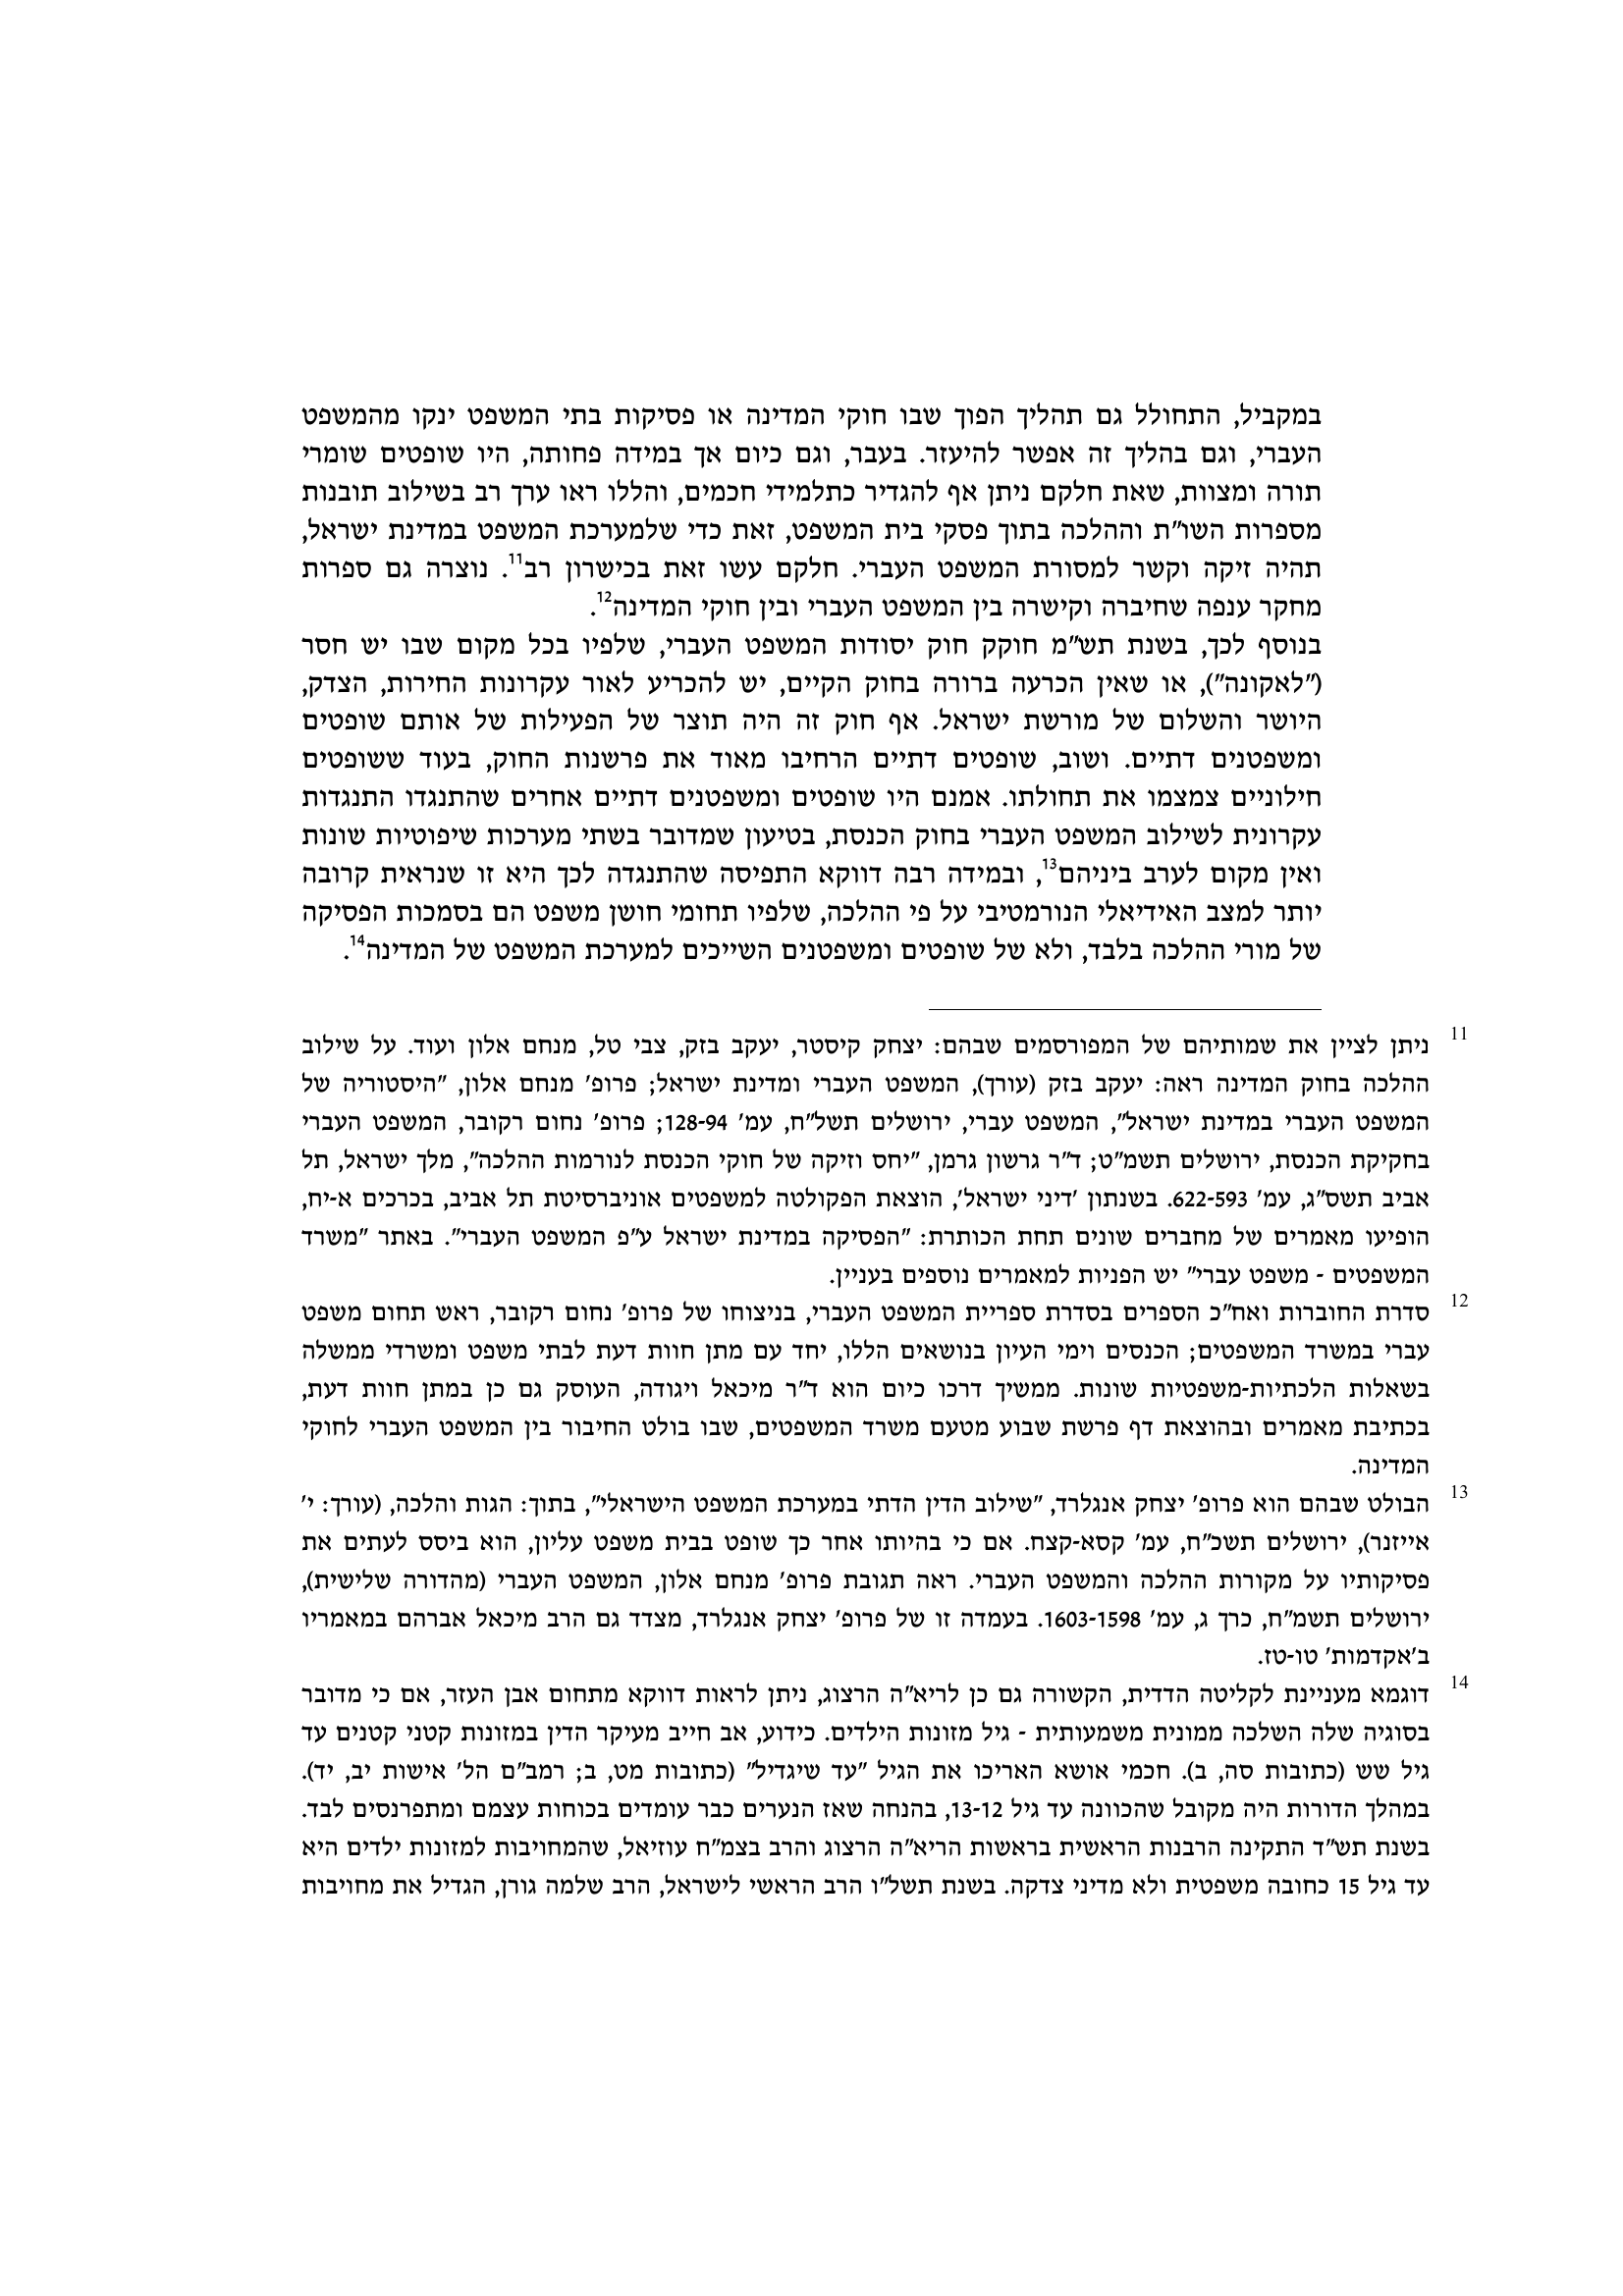 במקביל, התחולל גם תהליך הפוך שבו חוקי המדינה או פסיקות בתי המשפט ינקו מהמשפט
העברי, וגם בהליך זה אפשר להיעזר. בעבר, וגם כיום אך במידה פחותה, היו שופטים שומרי
תורה ומצוות, שאת חלקם ניתן אף להגדיר כתלמידי חכמים, והללו ראו ערך רב בשילוב תובנות
מספרות השו"ת וההלכה בתוך פסקי בית המשפט, זאת כדי שלמערכת המשפט במדינת ישראל,
תהיה זיקה וקשר למסורת המשפט העברי. חלקם עשו זאת בכישרון רב11. נוצרה גם ספרות
מחקר ענפה שחיברה וקישרה בין המשפט העברי ובין חוקי המדינה12.
בנוסף לכך, בשנת תש"מ חוקק חוק יסודות המשפט העברי, שלפיו בכל מקום שבו יש חסר
("לאקונה"), או שאין הכרעה ברורה בחוק הקיים, יש להכריע לאור עקרונות החירות, הצדק,
היושר והשלום של מורשת ישראל. אף חוק זה היה תוצר של הפעילות של אותם שופטים
ומשפטנים דתיים. ושוב, שופטים דתיים הרחיבו מאוד את פרשנות החוק, בעוד ששופטים
חילוניים צמצמו את תחולתו. אמנם היו שופטים ומשפטנים דתיים אחרים שהתנגדו התנגדות
עקרונית לשילוב המשפט העברי בחוק הכנסת, בטיעון שמדובר בשתי מערכות שיפוטיות שונות
ואין מקום לערב ביניהם13, ובמידה רבה דווקא התפיסה שהתנגדה לכך היא זו שנראית קרובה
יותר למצב האידיאלי הנורמטיבי על פי ההלכה, שלפיו תחומי חושן משפט הם בסמכות הפסיקה
של מורי ההלכה בלבד, ולא של שופטים ומשפטנים השייכים למערכת המשפט של המדינה14.
11 ניתן לציין את שמותיהם של המפורסמים שבהם: יצחק קיסטר, יעקב בזק, צבי טל, מנחם אלון ועוד. על שילוב
ההלכה בחוק המדינה ראה: יעקב בזק (עורך), המשפט העברי ומדינת ישראל; פרופ' מנחם אלון, "היסטוריה של
המשפט העברי במדינת ישראל", המשפט עברי, ירושלים תשל"ח, עמ' 128-94; פרופ' נחום רקובר, המשפט העברי
בחקיקת הכנסת, ירושלים תשמ"ט; ד"ר גרשון גרמן, "יחס וזיקה של חוקי הכנסת לנורמות ההלכה", מלך ישראל, תל
אביב תשס"ג, עמ' 622-593. בשנתון 'דיני ישראל', הוצאת הפקולטה למשפטים אוניברסיטת תל אביב, בכרכים א-יח,
הופיעו מאמרים של מחברים שונים תחת הכותרת: "הפסיקה במדינת ישראל ע"פ המשפט העברי". באתר "משרד
המשפטים - משפט עברי" יש הפניות למאמרים נוספים בעניין.
12 סדרת החוברות ואח"כ הספרים בסדרת ספריית המשפט העברי, בניצוחו של פרופ' נחום רקובר, ראש תחום משפט
עברי במשרד המשפטים; הכנסים וימי העיון בנושאים הללו, יחד עם מתן חוות דעת לבתי משפט ומשרדי ממשלה
בשאלות הלכתיות-משפטיות שונות. ממשיך דרכו כיום הוא ד"ר מיכאל ויגודה, העוסק גם כן במתן חוות דעת,
בכתיבת מאמרים ובהוצאת דף פרשת שבוע מטעם משרד המשפטים, שבו בולט החיבור בין המשפט העברי לחוקי
המדינה.
13 הבולט שבהם הוא פרופ' יצחק אנגלרד, "שילוב הדין הדתי במערכת המשפט הישראלי", בתוך: הגות והלכה, (עורך: י'
אייזנר), ירושלים תשכ"ח, עמ' קסא-קצח. אם כי בהיותו אחר כך שופט בבית משפט עליון, הוא ביסס לעתים את
פסיקותיו על מקורות ההלכה והמשפט העברי. ראה תגובת פרופ' מנחם אלון, המשפט העברי (מהדורה שלישית),
ירושלים תשמ"ח, כרך ג, עמ' 1603-1598. בעמדה זו של פרופ' יצחק אנגלרד, מצדד גם הרב מיכאל אברהם במאמריו
ב'אקדמות' טו-טז.
14 דוגמא מעניינת לקליטה הדדית, הקשורה גם כן לריא"ה הרצוג, ניתן לראות דווקא מתחום אבן העזר, אם כי מדובר
בסוגיה שלה השלכה ממונית משמעותית - גיל מזונות הילדים. כידוע, אב חייב מעיקר הדין במזונות קטני קטנים עד
גיל שש (כתובות סה, ב). חכמי אושא האריכו את הגיל "עד שיגדיל" (כתובות מט, ב; רמב"ם הל' אישות יב, יד).
במהלך הדורות היה מקובל שהכוונה עד גיל 13-12, בהנחה שאז הנערים כבר עומדים בכוחות עצמם ומתפרנסים לבד.
בשנת תש"ד התקינה הרבנות הראשית בראשות הריא"ה הרצוג והרב בצמ"ח עוזיאל, שהמחויבות למזונות ילדים היא
עד גיל 15 כחובה משפטית ולא מדיני צדקה. בשנת תשל"ו הרב הראשי לישראל, הרב שלמה גורן, הגדיל את מחויבות